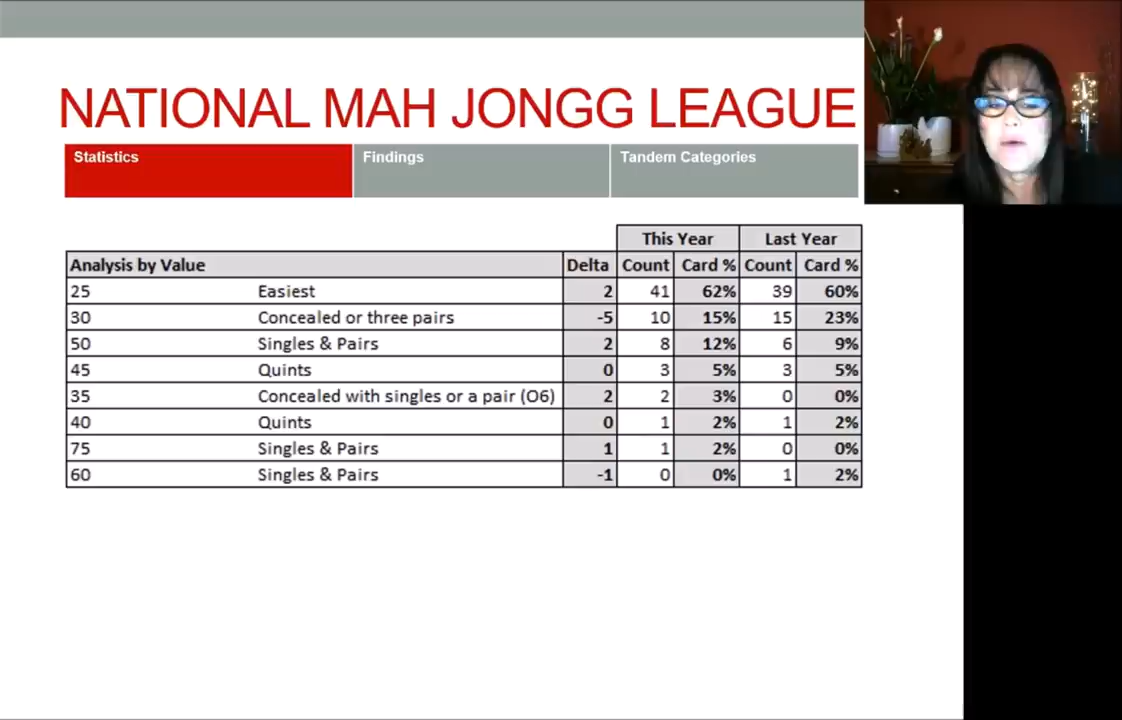 NATIONAL MAH JONGG LEAGUE
Statistics Findings Tandem Categories
This Year Last Year
Analysis by Value Delta Count Card % Count Card %
25 Easiest 2 41 62% 39 60%
30 Concealed or three pairs -5 10 15% 15 23%
50 Singles & Pairs 2 8 12% 6 9%
45 Quints 0 3 5% 3 5%
35 Concealed with singles or a pair (O6) 2 2 3% 0 0%
40 Quints 0 1 2% 1 2%
75 Singles & Pairs 1 1 2% 0 0%
60 Singles & Pairs -1 0 0% 1 2%